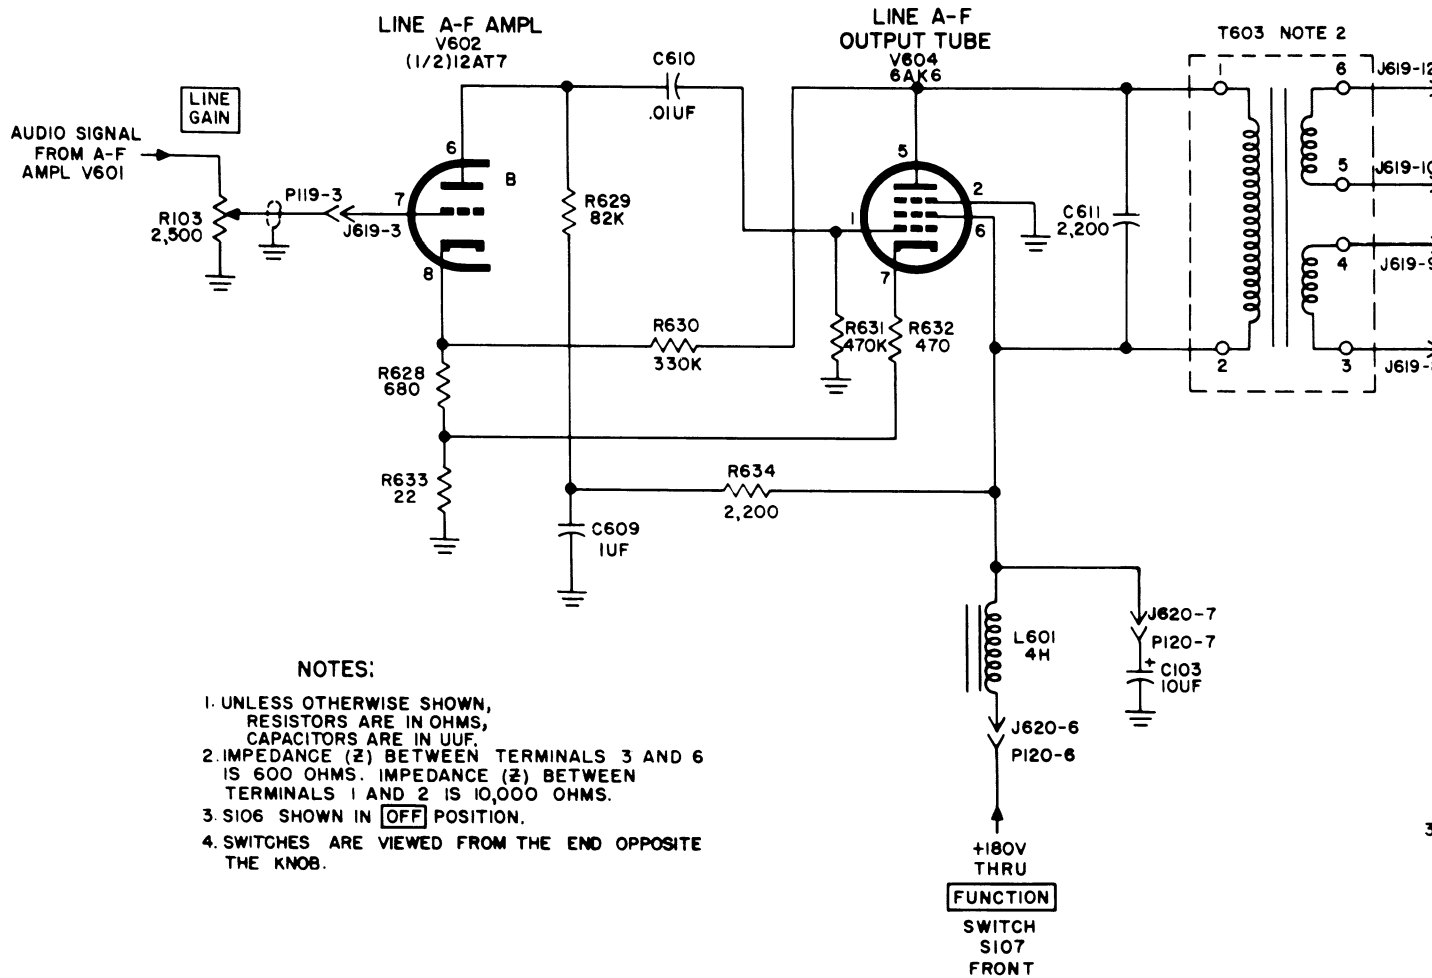 LINE A-F AMPL
V602
(1/2)12AT7
LINE A-F
OUTPUT TUBE
V604
6AK6
T603 NOTE 2
LINE
GAIN
AUDIO SIGNAL
FROM A-F
AMPL V601
R103
2,500
P119-3
J619-3
6
7
8
B
C610
.01UF
R629
82K
5
2
1
6
7
C611
2,200
1
2
6
5
4
3
J619-12
J619-10
J619-9
J619-
R630
330K
R631
470K
R632
470
R628
680
R633
22
R634
2,200
C609
1UF
L601
4H
J620-7
P120-7
+
C103
10UF
J620-6
P120-6
+180V
THRU
FUNCTION
SWITCH
S107
FRONT
3
NOTES:
1. UNLESS OTHERWISE SHOWN,
RESISTORS ARE IN OHMS,
CAPACITORS ARE IN UUF.
2. IMPEDANCE (Z) BETWEEN TERMINALS 3 AND 6
IS 600 OHMS. IMPEDANCE (Z) BETWEEN
TERMINALS 1 AND 2 IS 10,000 OHMS.
3. S106 SHOWN IN OFF POSITION.
4. SWITCHES ARE VIEWED FROM THE END OPPOSITE
THE KNOB.